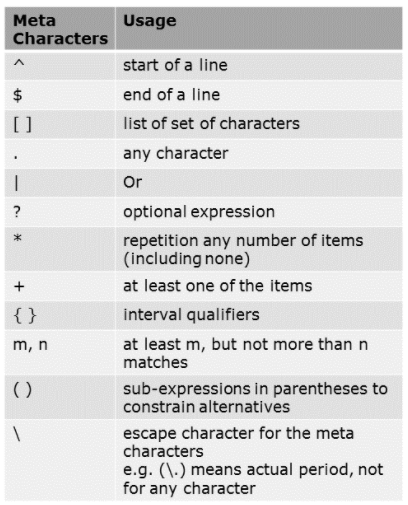 Meta Usage
Characters
^ start of a line
$ end of a line
[ ] list of set of characters
. any character
| Or
? optional expression
* repetition any number of items
(including none)
+ at least one of the items
{ } interval qualifiers
m, n at least m, but not more than n
matches
( ) sub-expressions in parentheses to
constrain alternatives
\ escape character for the meta
characters
e.g. (\.) means actual period, not
for any character